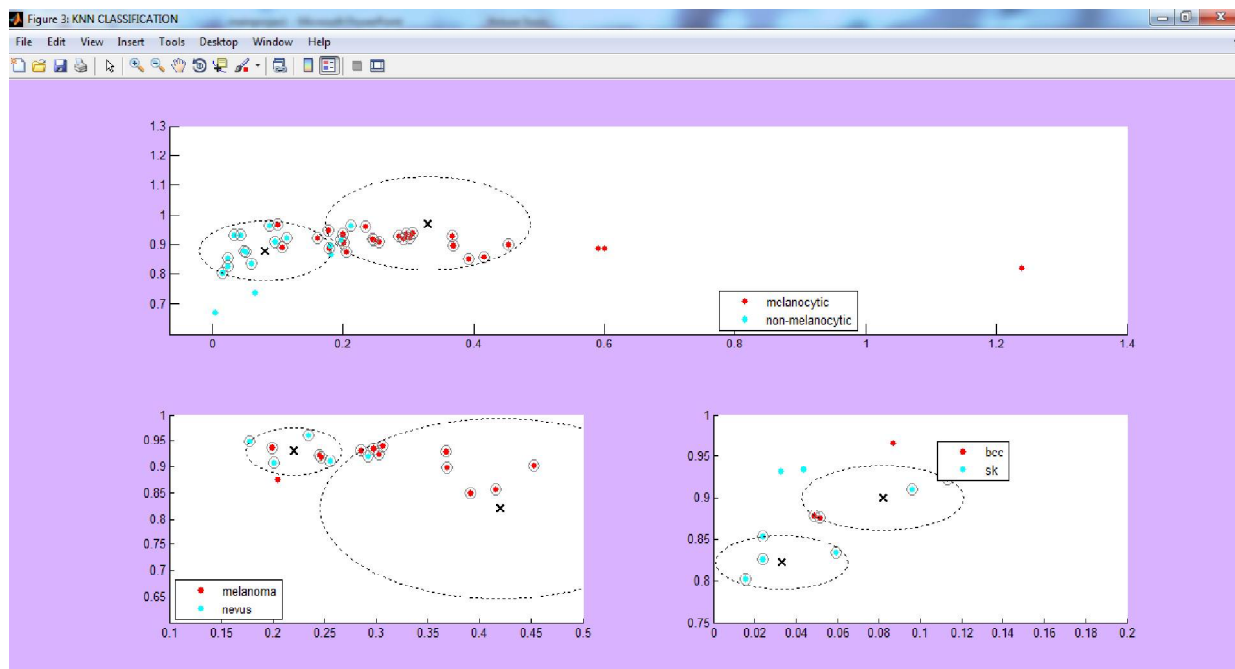 Figure 3: KNN CLASSIFICATION
File Edit View Insert Tools Desktop Window Help
1.3
1.2
1.1
1
0.9
0.8
0.7
melanocytic
non-melanocytic
0 0.2 0.4 0.6 0.8 1 1.2 1.4
1
0.95
0.9
0.85
0.8
0.75
0.7
0.65
melanoma
nevus
0.1 0.15 0.2 0.25 0.3 0.35 0.4 0.45 0.5
1
0.95
0.9
0.85
0.8
0.75
bcc
sk
0 0.02 0.04 0.06 0.08 0.1 0.12 0.14 0.16 0.18 0.2